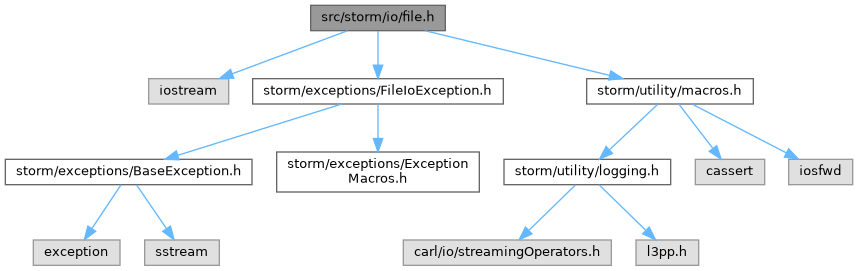 src/storm/io/file.h
iostream
storm/exceptions/FileIoException.h
storm/utility/macros.h
storm/exceptions/BaseException.h
storm/exceptions/Exception
Macros.h
storm/utility/logging.h
cassert
iosfwd
exception
sstream
carl/io/streamingOperators.h
l3pp.h